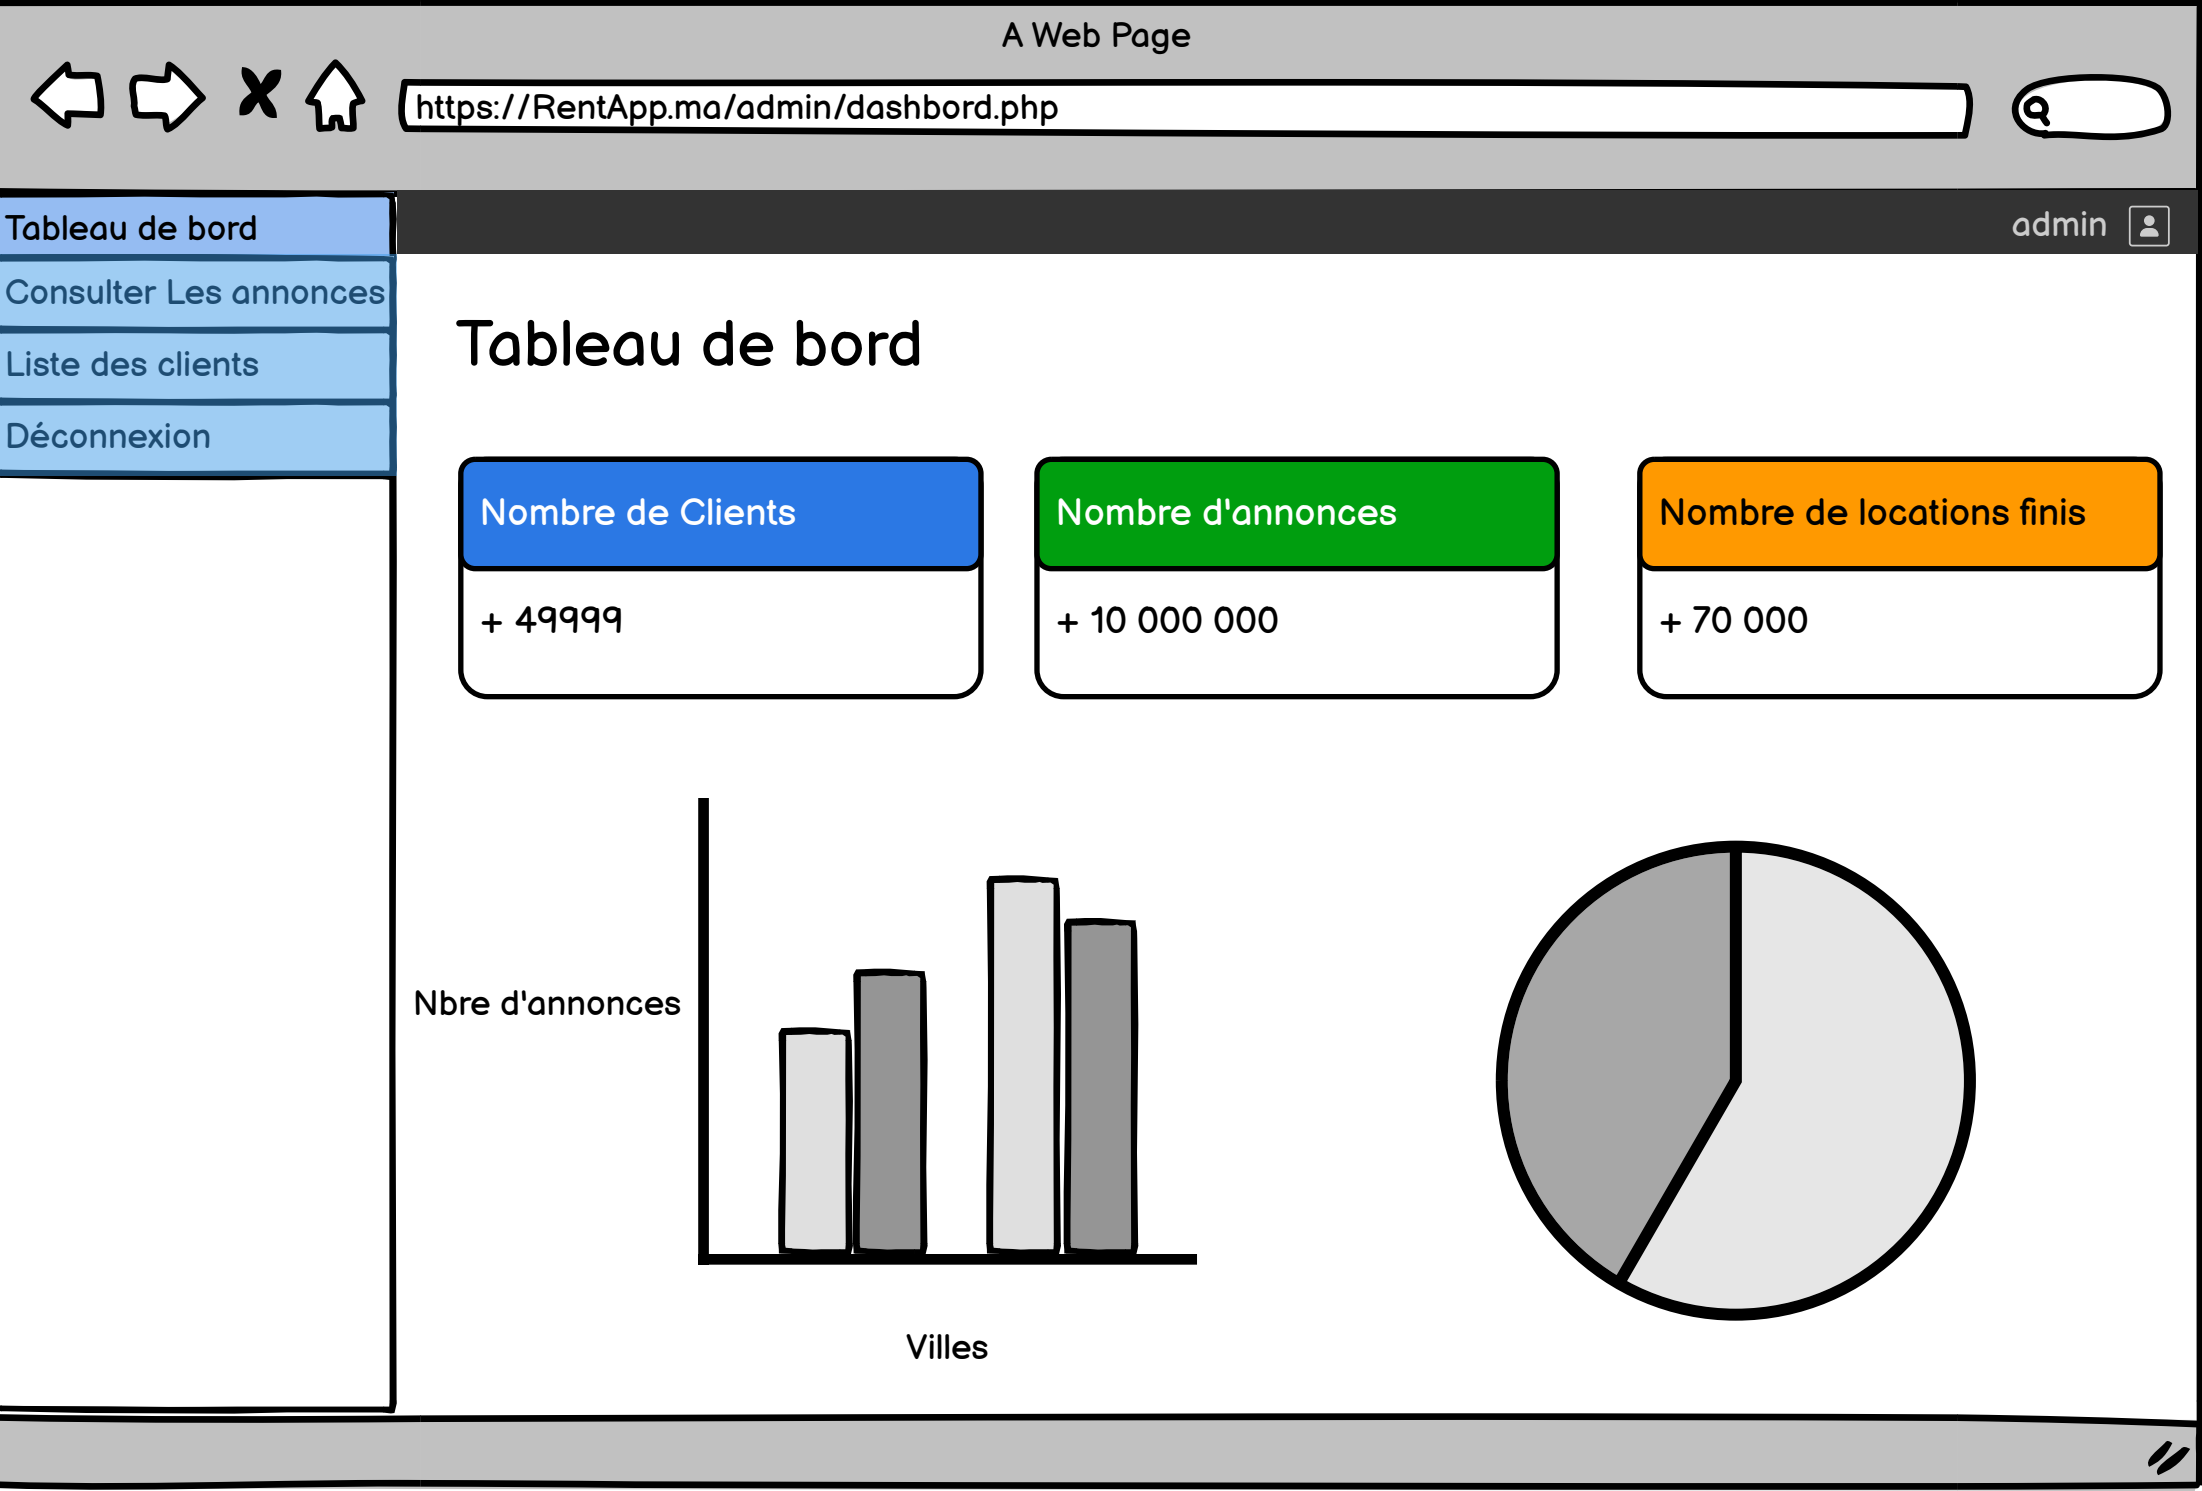 A Web Page
https://RentApp.ma/admin/dashbord.php
admin
Tableau de bord
Consulter Les annonces
Liste des clients
Déconnexion
Tableau de bord
Nombre de Clients
+ 49999
Nombre d'annonces
+ 10 000 000
Nombre de locations finis
+ 70 000
Nbre d'annonces
Villes